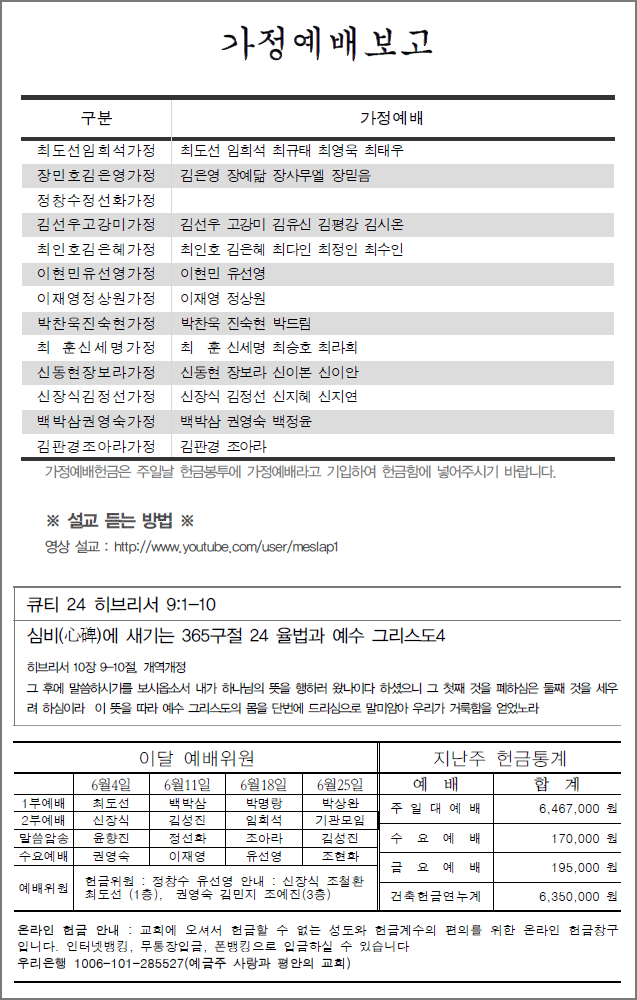 가정예배보고
구분 가정예배
최도선임희석가정 최도선 임희석 최규태 최영욱 최태우
장민호김은영가정 김은영 장예닮 장사무엘 장믿음
정창수정선화가정
김선우고강미가정 김선우 고강미 김유신 김평강 김시온
최인호김은혜가정 최인호 김은혜 최다인 최정인 최수인
이현민유선영가정 이현민 유선영
이재영정상원가정 이재영 정상원
박찬욱진숙현가정 박찬욱 진숙현 박드림
최 훈신세명가정 최 훈 신세명 최승호 최라희
신동현장보라가정 신동현 장보라 신이본 신이안
신장식김정선가정 신장식 김정선 신지혜 신지연
백박삼권영숙가정 백박삼 권영숙 백정윤
김판경조아라가정 김판경 조아라
가정예배헌금은 주일날 헌금봉투에 가정예배라고 기입하여 헌금함에 넣어주시기 바랍니다.
※ 설교 듣는 방법 ※
영상 설교 : http://www.youtube.com/user/meslap1
큐티 24 히브리서 9:1-10
심비(心碑)에 새기는 365구절 24 율법과 예수 그리스도4
히브리서 10장 9-10절, 개역개정
그 후에 말씀하시기를 보시옵소서 내가 하나님의 뜻을 행하러 왔나이다 하셨으니 그 첫째 것을 폐하심은 둘째 것을 세우
려 하심이라 이 뜻을 따라 예수 그리스도의 몸을 단번에 드리심으로 말미암아 우리가 거룩함을 얻었노라
이달 예배위원
6월4일 6월11일 6월18일 6월25일
1부예배 최도선 백박삼 박명랑 박상완
2부예배 신장식 김성진 임희석 기관모임
말씀암송 윤향진 정선화 조아라 김성진
수요예배 권영숙 이재영 유선영 조현화
예배위원 헌금위원 : 정창수 유선영 안내 : 신장식 조철환
최도선 (1층), 권영숙 김민지 조예진(3층)
지난주 헌금통계
예 배 합 계
주 일 대 예 배 6,467,000 원
수 요 예 배 170,000 원
금 요 예 배 195,000 원
건축헌금연누계 6,350,000 원
온라인 헌금 안내 : 교회에 오셔서 헌금할 수 없는 성도와 헌금계수의 편의를 위한 온라인 헌금창구
입니다. 인터넷뱅킹, 무통장입금, 폰뱅킹으로 입금하실 수 있습니다
우리은행 1006-101-285527(예금주 사랑과 평안의 교회)